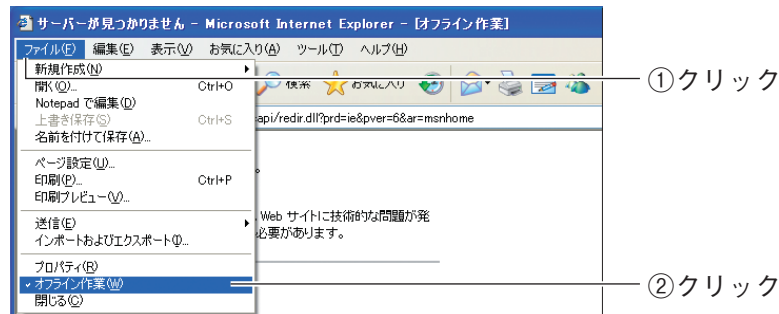 サーバーが見つかりません - Microsoft Internet Explorer - [オフライン作業]
ファイル(F) 編集(E) 表示(V) お気に入り(A) ツール(T) ヘルプ(H)
新規作成(N)
開く(O)... Ctrl+O
検索 お気に入り
①クリック
Notepad で編集(D)
上書き保存(S) Ctrl+S
api/redir.dll?prd=ie&pver=6&ar=msnhome
名前を付けて保存(A)...
ページ設定(U)...
印刷(P)... Ctrl+P
印刷プレビュー(V)...
送信(E)
Web サイトに技術的な問題が発
インポートおよびエクスポート(I)...
必要があります。
プロパティ(R)
オフライン作業(W)
②クリック
閉じる(C)